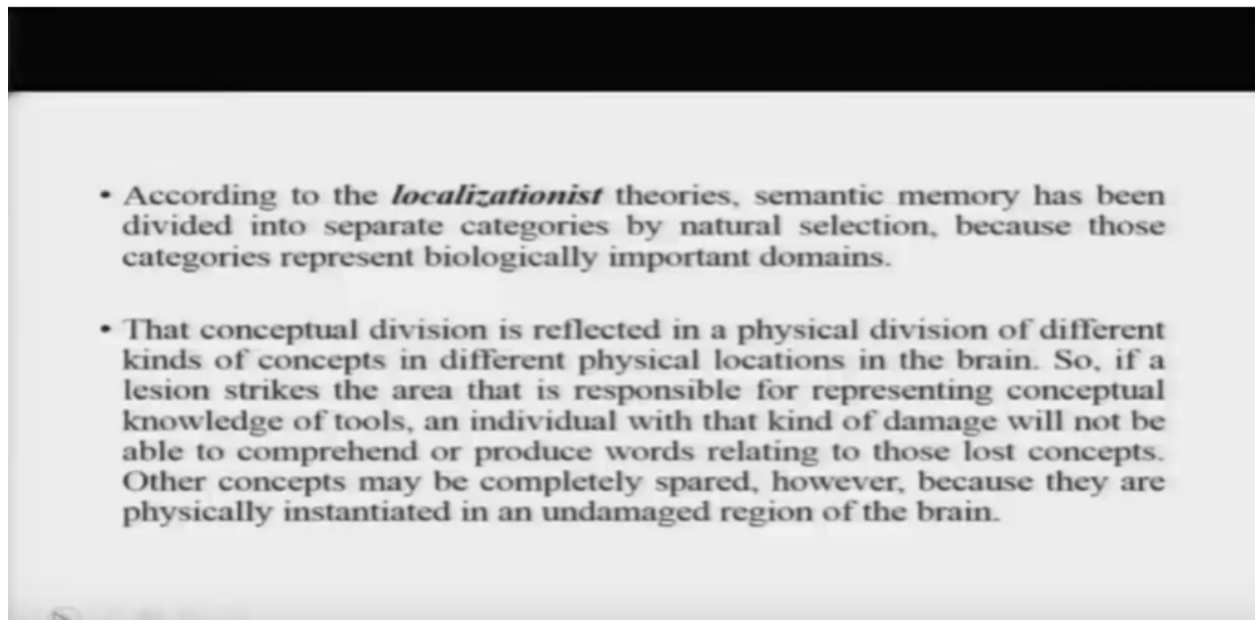 • According to the localizationist theories, semantic memory has been
divided into separate categories by natural selection, because those
categories represent biologically important domains.
• That conceptual division is reflected in a physical division of different
kinds of concepts in different physical locations in the brain. So, if a
lesion strikes the area that is responsible for representing conceptual
knowledge of tools, an individual with that kind of damage will not be
able to comprehend or produce words relating to those lost concepts.
Other concepts may be completely spared, however, because they are
physically instantiated in an undamaged region of the brain.